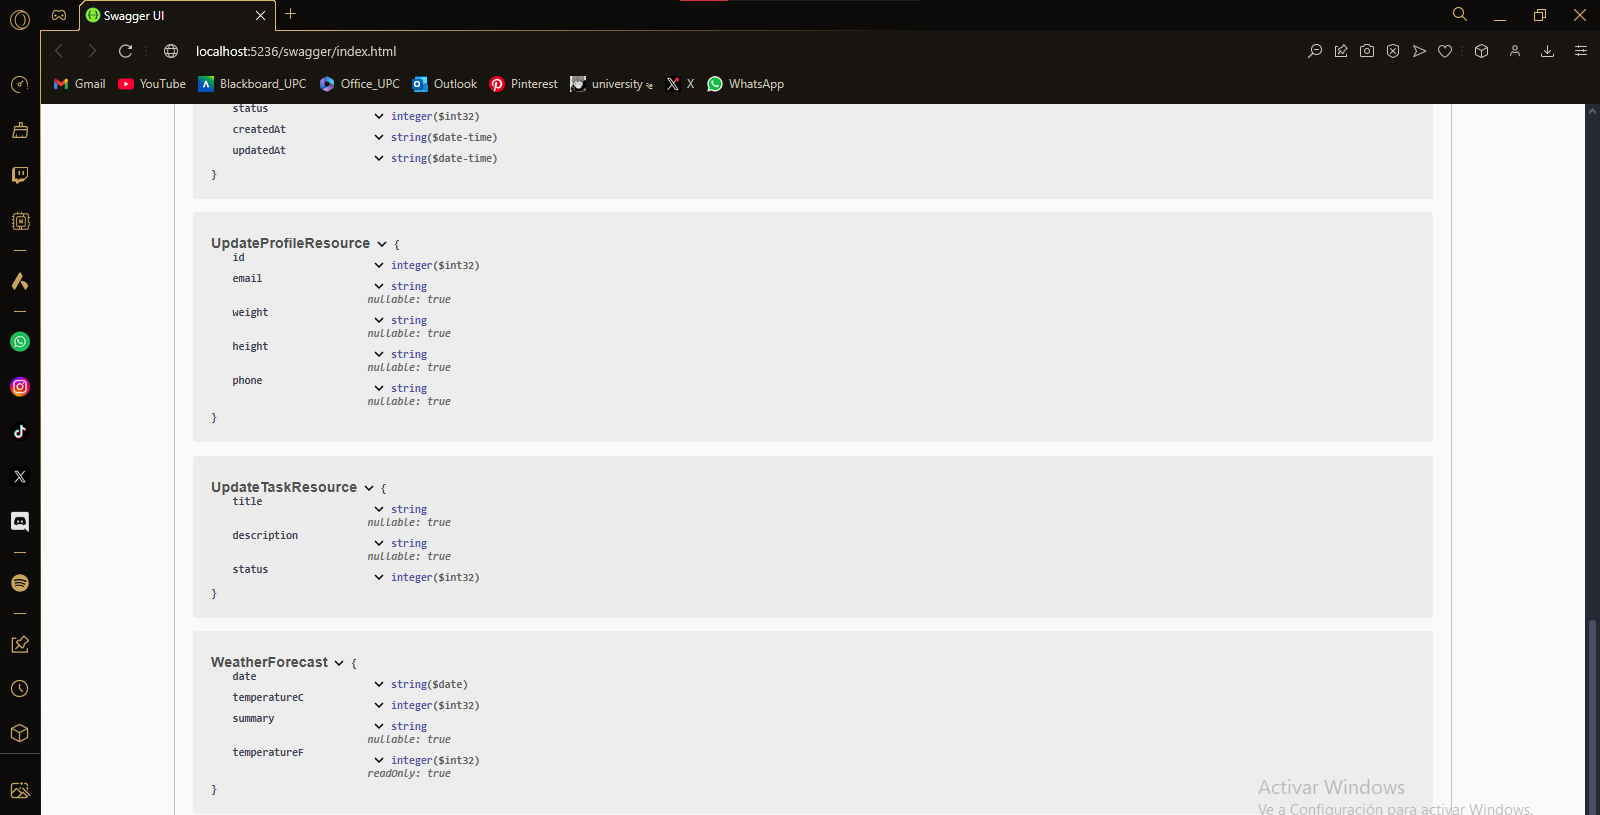 Swagger UI
localhost:5236/swagger/index.html
Gmail YouTube Blackboard_UPC Office_UPC Outlook Pinterest university X WhatsApp
status integer($int32)
createdAt string($date-time)
updatedAt string($date-time)
}
UpdateProfileResource {
id integer($int32)
email string
nullable: true
weight string
nullable: true
height string
nullable: true
phone string
nullable: true
}
UpdateTaskResource {
title string
nullable: true
description string
nullable: true
status integer($int32)
}
WeatherForecast {
date string($date)
temperatureC integer($int32)
summary string
nullable: true
temperatureF integer($int32)
readOnly: true
}
Activar Windows
Ve a Configuración para activar Windows.